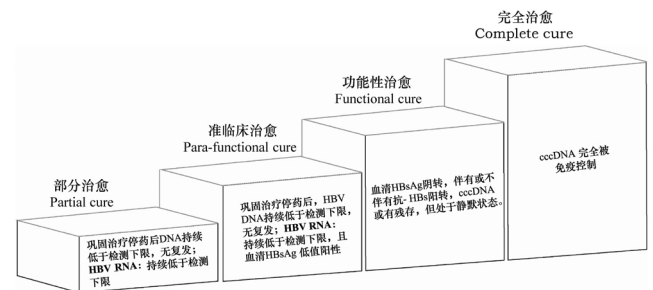 部分治愈
Partial cure
巩固治疗停药后DNA持续
低于检测下限，无复发；
HBV RNA：持续低于检测
下限
准临床治愈
Para-functional cure
巩固治疗停药后，HBV
DNA持续低于检测下限，
无复发；HBV RNA：
持续低于检测下限，且
血清HBsAg 低值阳性
功能性治愈
Functional cure
血清HBsAg阴转，伴有或不
伴有抗- HBs阳转，cccDNA
或有残存，但处于静默状态。
完全治愈
Complete cure
cccDNA 完全被
免疫控制